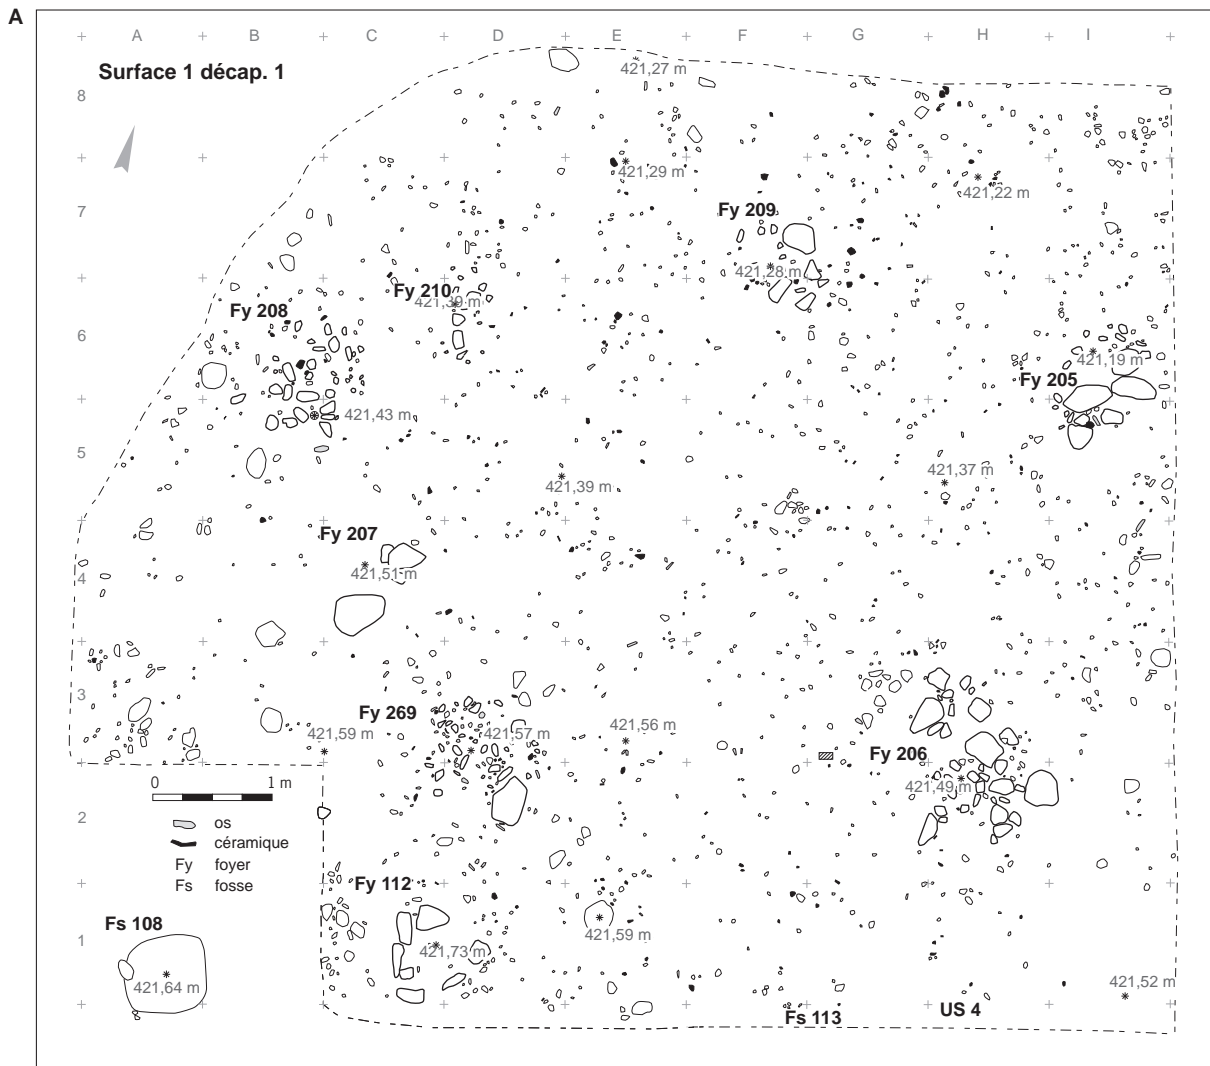 A
A B C D E F G H I
Surface 1 décap. 1
421,27 m
8
421,29 m
421,22 m
7
Fy 209
421,28 m
Fy 210
421,39 m
Fy 208
6
421,19 m
Fy 205
421,43 m
5
421,37 m
421,39 m
Fy 207
421,51 m
4
3
Fy 269
421,59 m
421,57 m
421,56 m
Fy 206
421,49 m
0 1 m
os
céramique
Fy foyer
Fs fosse
2
Fy 112
Fs 108
1
421,59 m
421,73 m
421,64 m
421,52 m
Fs 113
US 4